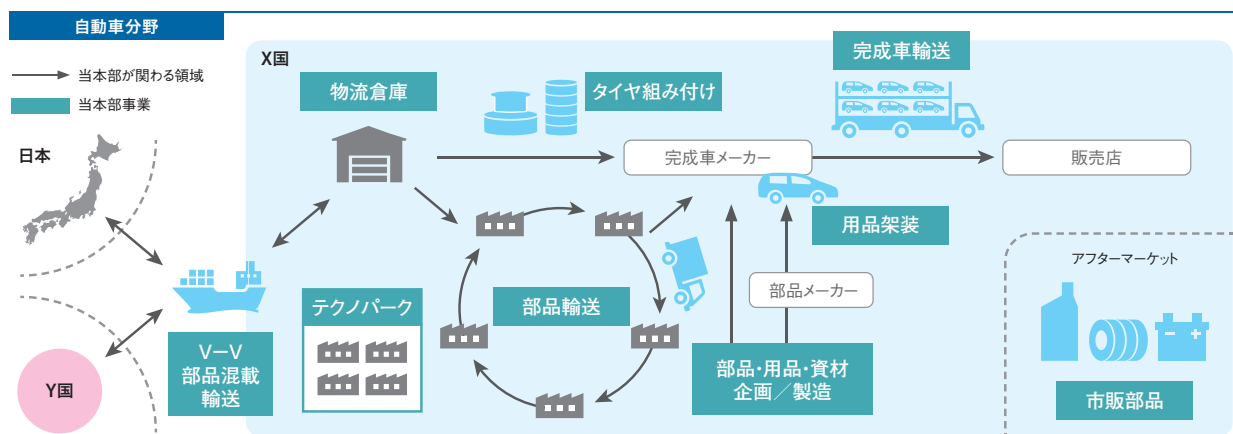 自動車分野
当本部が関わる領域
当本部事業
日本
Y国
V−V
部品混載
輸送
X国
物流倉庫
タイヤ組み付け
完成車輸送
完成車メーカー
販売店
用品架装
テクノパーク
部品輸送
部品メーカー
部品・用品・資材
企画／製造
アフターマーケット
市販部品